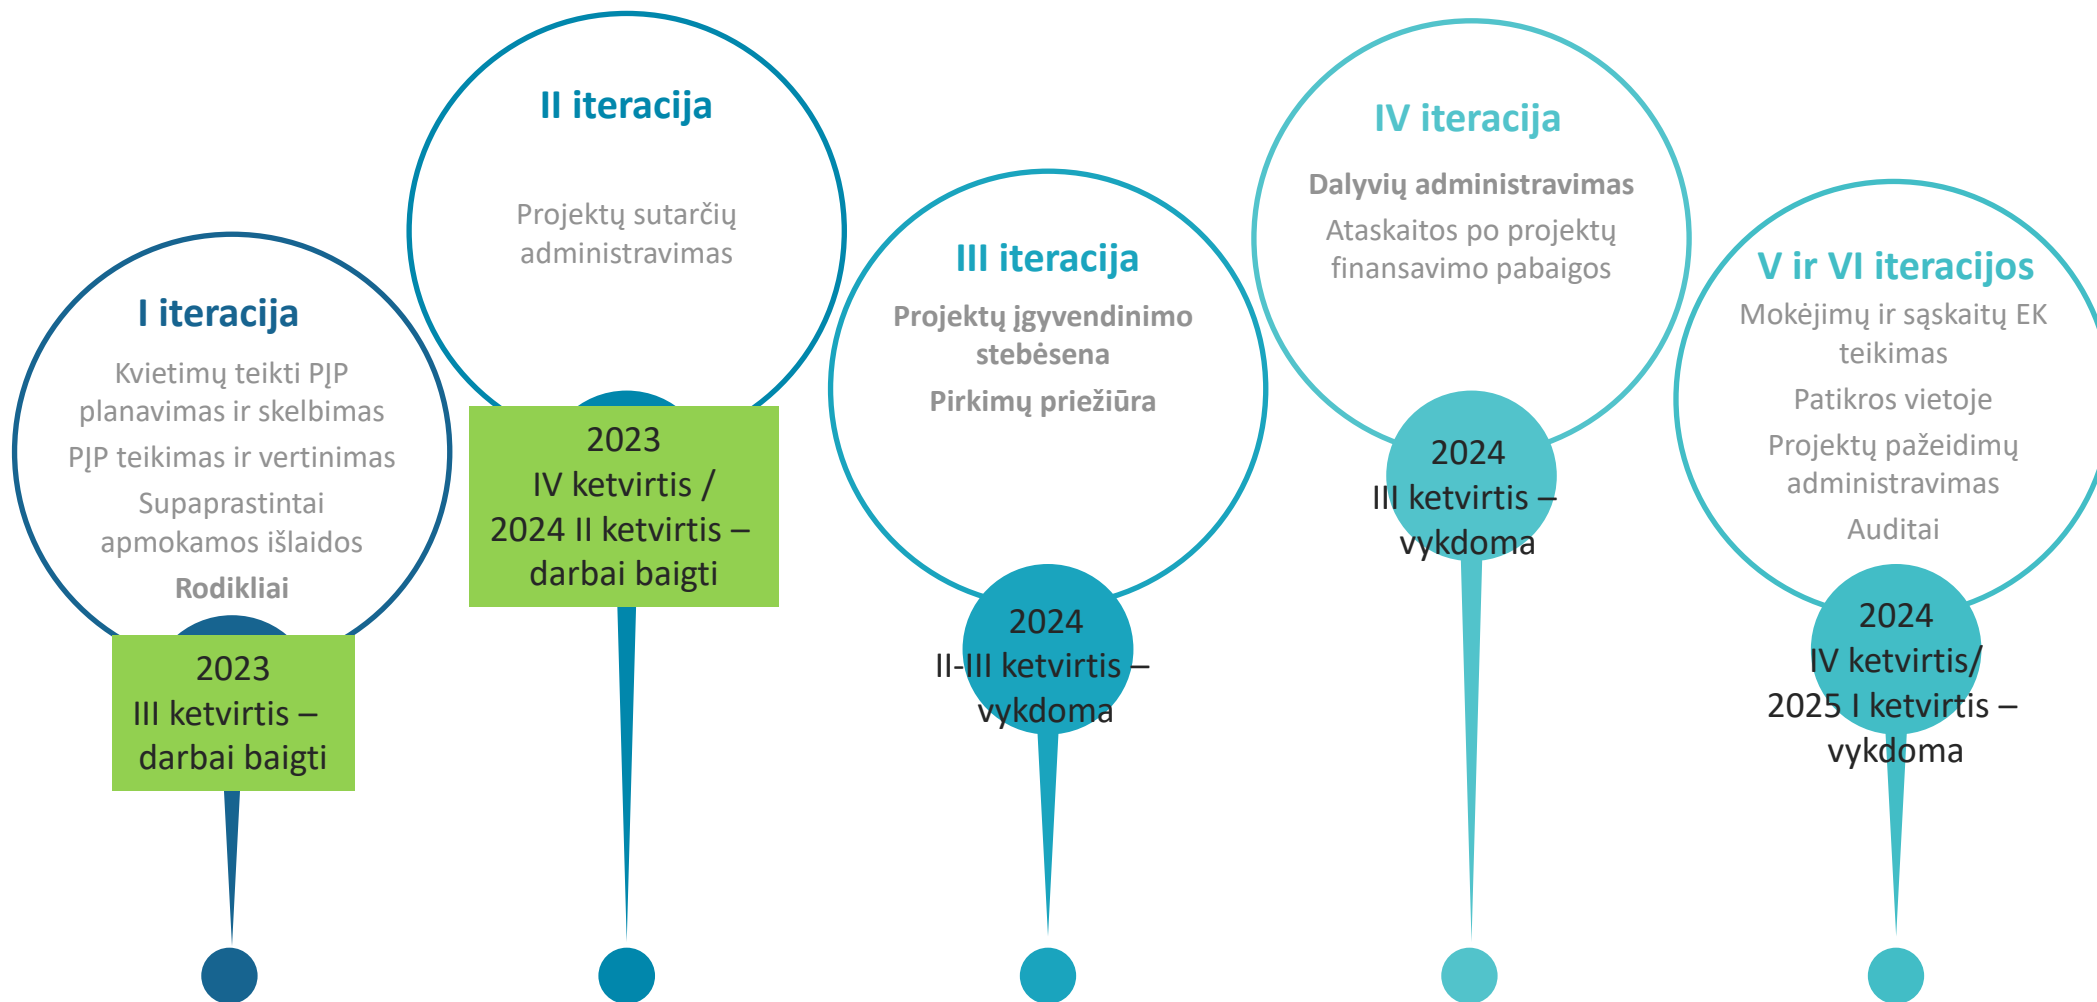 I iteracija
Kvietimų teikti PĮP
planavimas ir skelbimas
PĮP teikimas ir vertinimas
Supaprastintai
apmokamos išlaidos
Rodikliai
2023
III ketvirtis –
darbai baigti
II iteracija
Projektų sutarčių
administravimas
2023
IV ketvirtis /
2024 II ketvirtis –
darbai baigti
III iteracija
Projektų įgyvendinimo
stebėsena
Pirkimų priežiūra
2024
II-III ketvirtis –
vykdoma
IV iteracija
Dalyvių administravimas
Ataskaitos po projektų
finansavimo pabaigos
2024
III ketvirtis –
vykdoma
V ir VI iteracijos
Mokėjimų ir sąskaitų EK
teikimas
Patikros vietoje
Projektų pažeidimų
administravimas
Auditai
2024
IV ketvirtis/
2025 I ketvirtis –
vykdoma